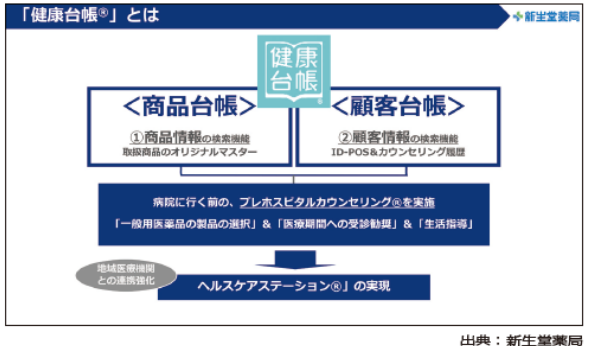 「健康台帳®」とは
新生堂薬局
健康
台帳®
＜商品台帳＞
①商品情報の検索機能
取扱商品のオリジナルマスター
＜顧客台帳＞
②顧客情報の検索機能
ID-POS&カウンセリング履歴
病院に行く前の、プレホスピタルカウンセリング®を実施
「一般用医薬品の製品の選択」&「医療期間への受診勧奨」&「生活指導」
地域医療機関
との連携強化
ヘルスケアステーション®」の実現
出典：新生堂薬局